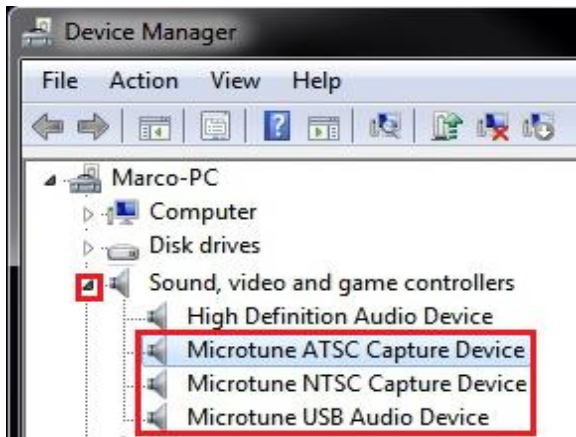 Device Manager
File Action View Help
Marco-PC
Computer
Disk drives
Sound, video and game controllers
High Definition Audio Device
Microtune ATSC Capture Device
Microtune NTSC Capture Device
Microtune USB Audio Device